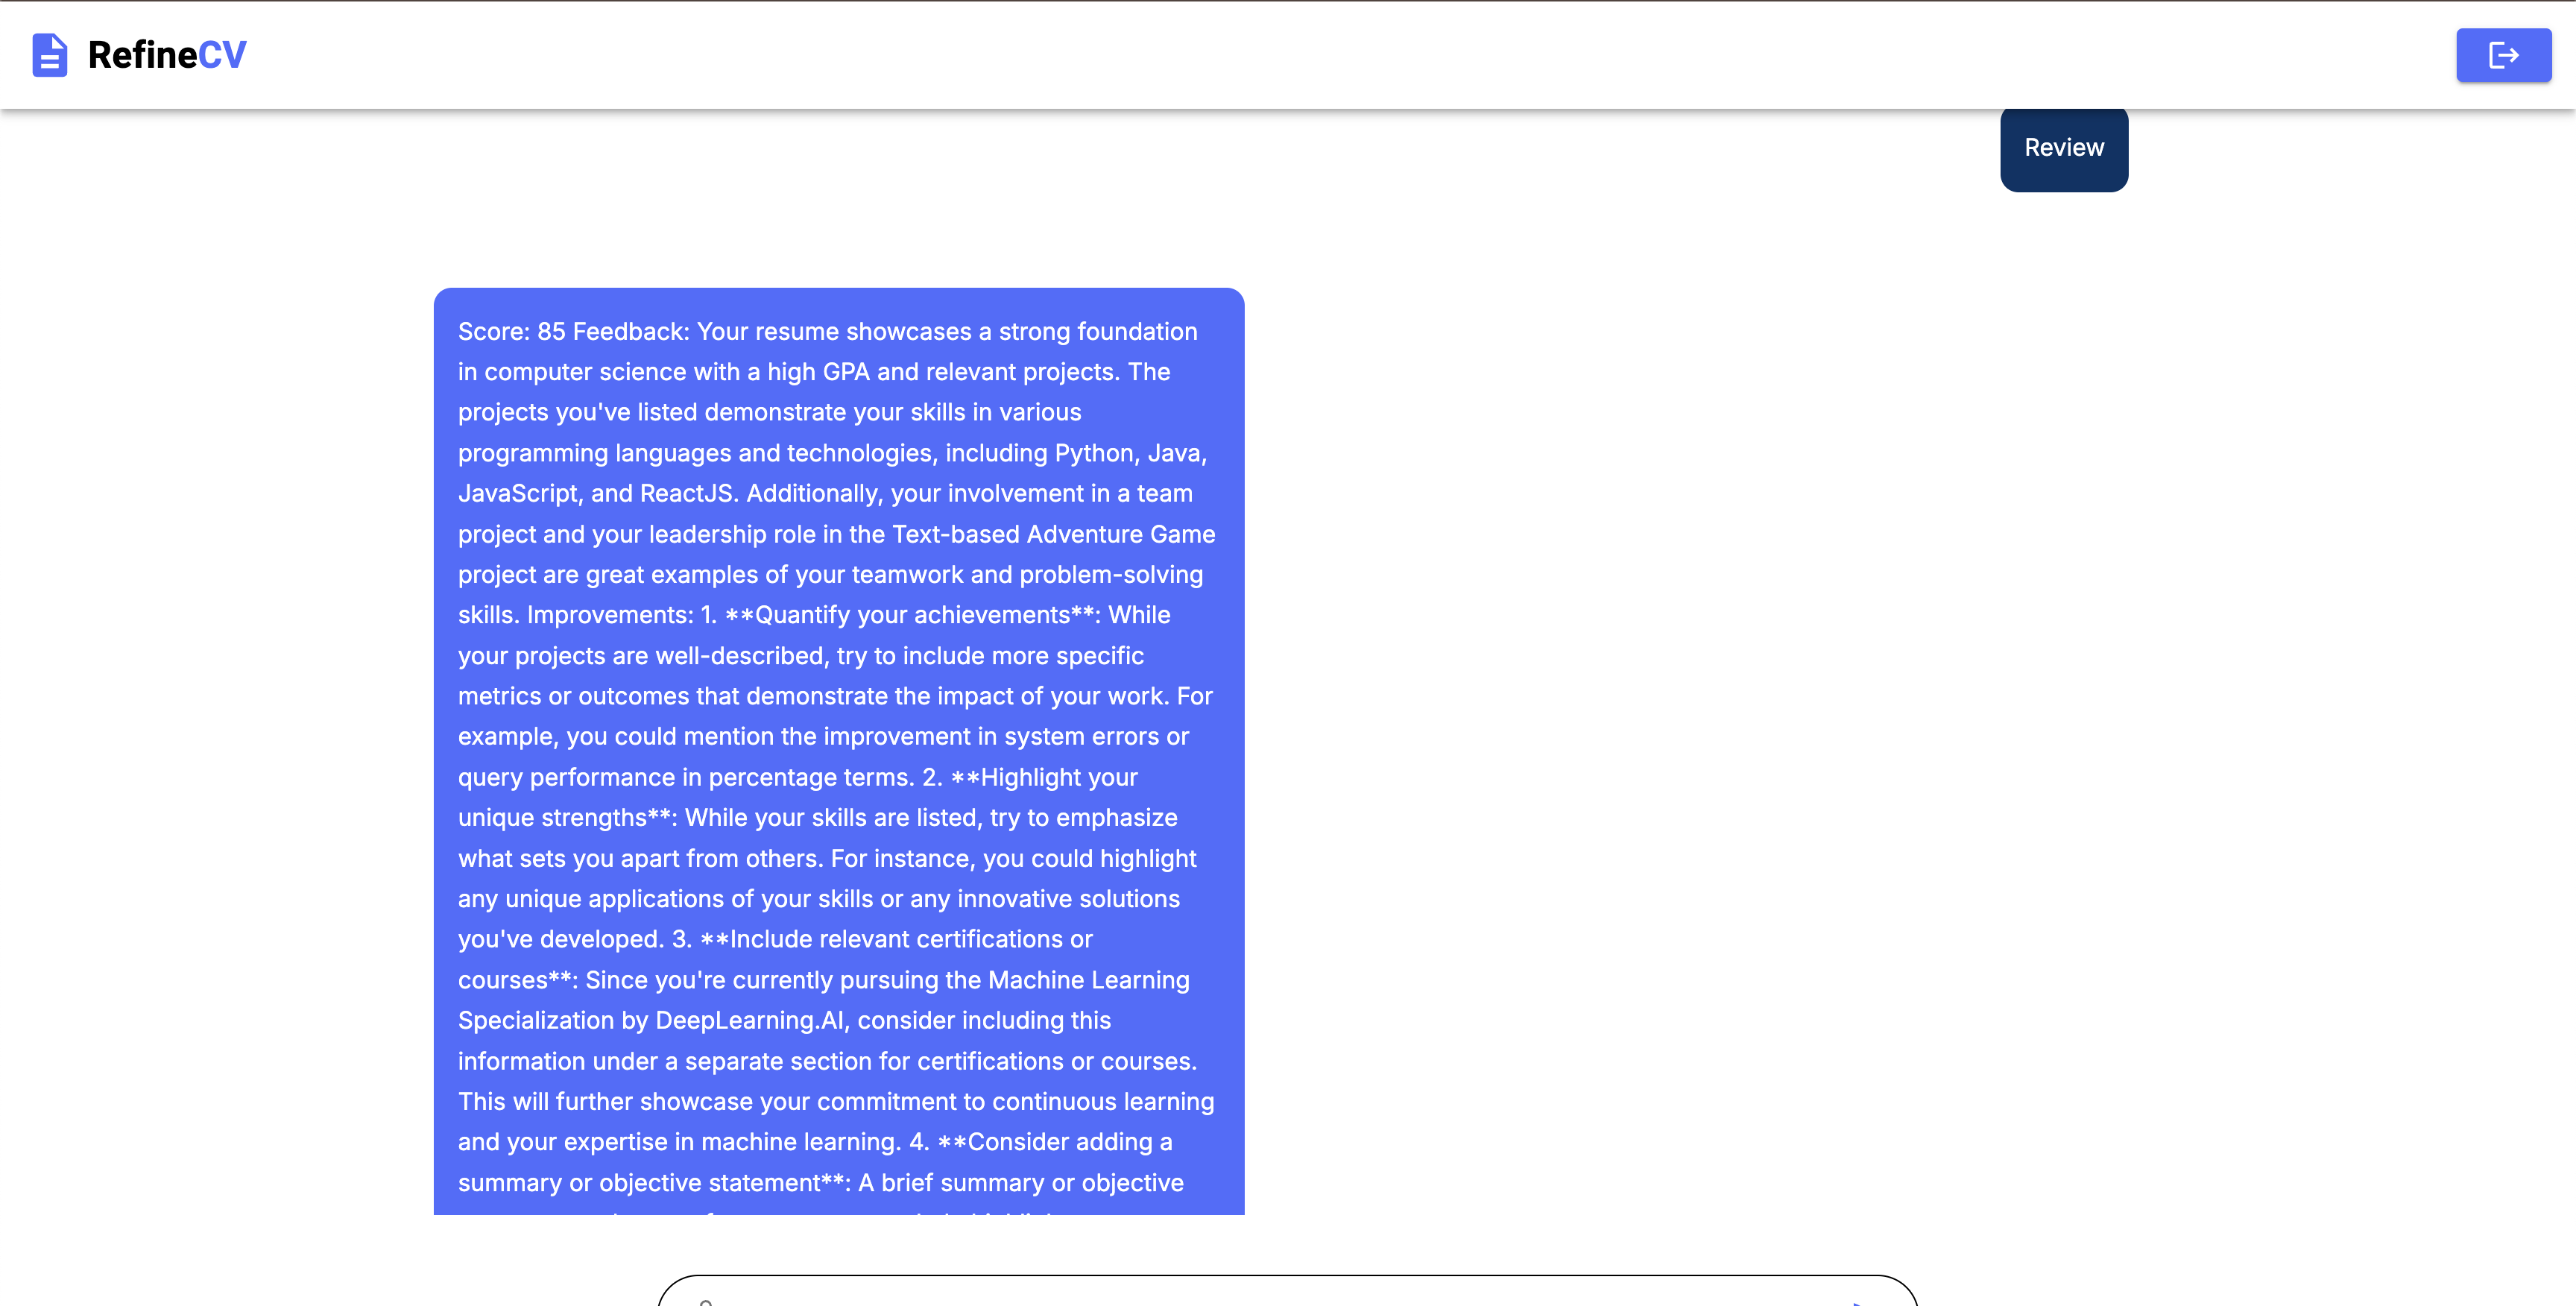 RefineCV
Review
Score: 85 Feedback: Your resume showcases a strong foundation
in computer science with a high GPA and relevant projects. The
projects you've listed demonstrate your skills in various
programming languages and technologies, including Python, Java,
JavaScript, and ReactJS. Additionally, your involvement in a team
project and your leadership role in the Text-based Adventure Game
project are great examples of your teamwork and problem-solving
skills. Improvements: 1. **Quantify your achievements**: While
your projects are well-described, try to include more specific
metrics or outcomes that demonstrate the impact of your work. For
example, you could mention the improvement in system errors or
query performance in percentage terms. 2. **Highlight your
unique strengths**: While your skills are listed, try to emphasize
what sets you apart from others. For instance, you could highlight
any unique applications of your skills or any innovative solutions
you've developed. 3. **Include relevant certifications or
courses**: Since you're currently pursuing the Machine Learning
Specialization by DeepLearning.AI, consider including this
information under a separate section for certifications or courses.
This will further showcase your commitment to continuous learning
and your expertise in machine learning. 4. **Consider adding a
summary or objective statement**: A brief summary or objective